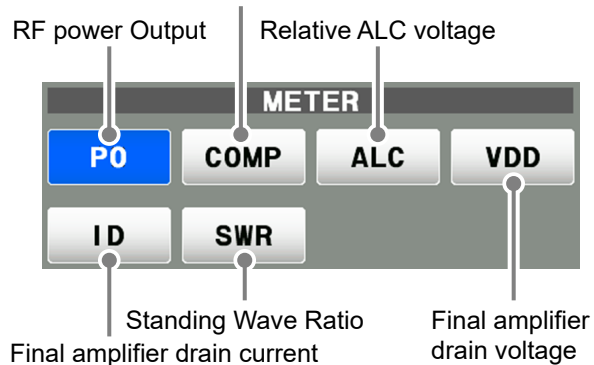 RF power Output
Relative ALC voltage
METER
PO
COMP
ALC
VDD
ID
SWR
Standing Wave Ratio
Final amplifier drain current
Final amplifier
drain voltage